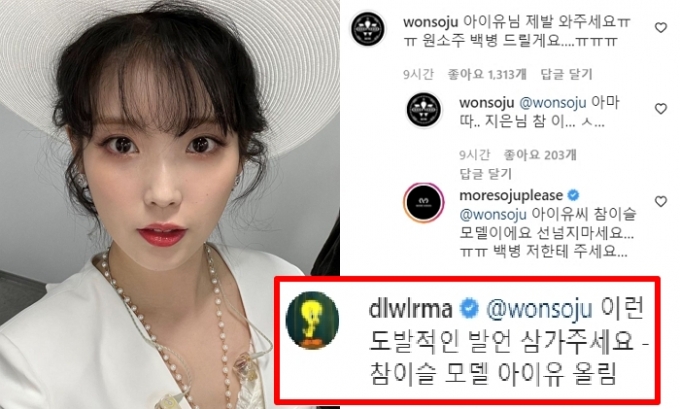 wonsoju 아이유님 제발 와주세요ㅠ
ㅠ 원소주 백병 드릴게요....ㅠㅠㅠ
9시간 좋아요 1,313개 답글 달기
wonsoju @wonsoju 아마
따.. 지은님 참 이... ㅅ...
9시간 좋아요 203개
답글 달기
moresojuplease
@wonsoju 아이유씨 참이슬
모델이에요 선넘지마세요...
ㅠㅠ 백병 저한테 주세요...
dlwlrma @wonsoju 이런
도발적인 발언 삼가주세요 -
참이슬 모델 아이유 올림